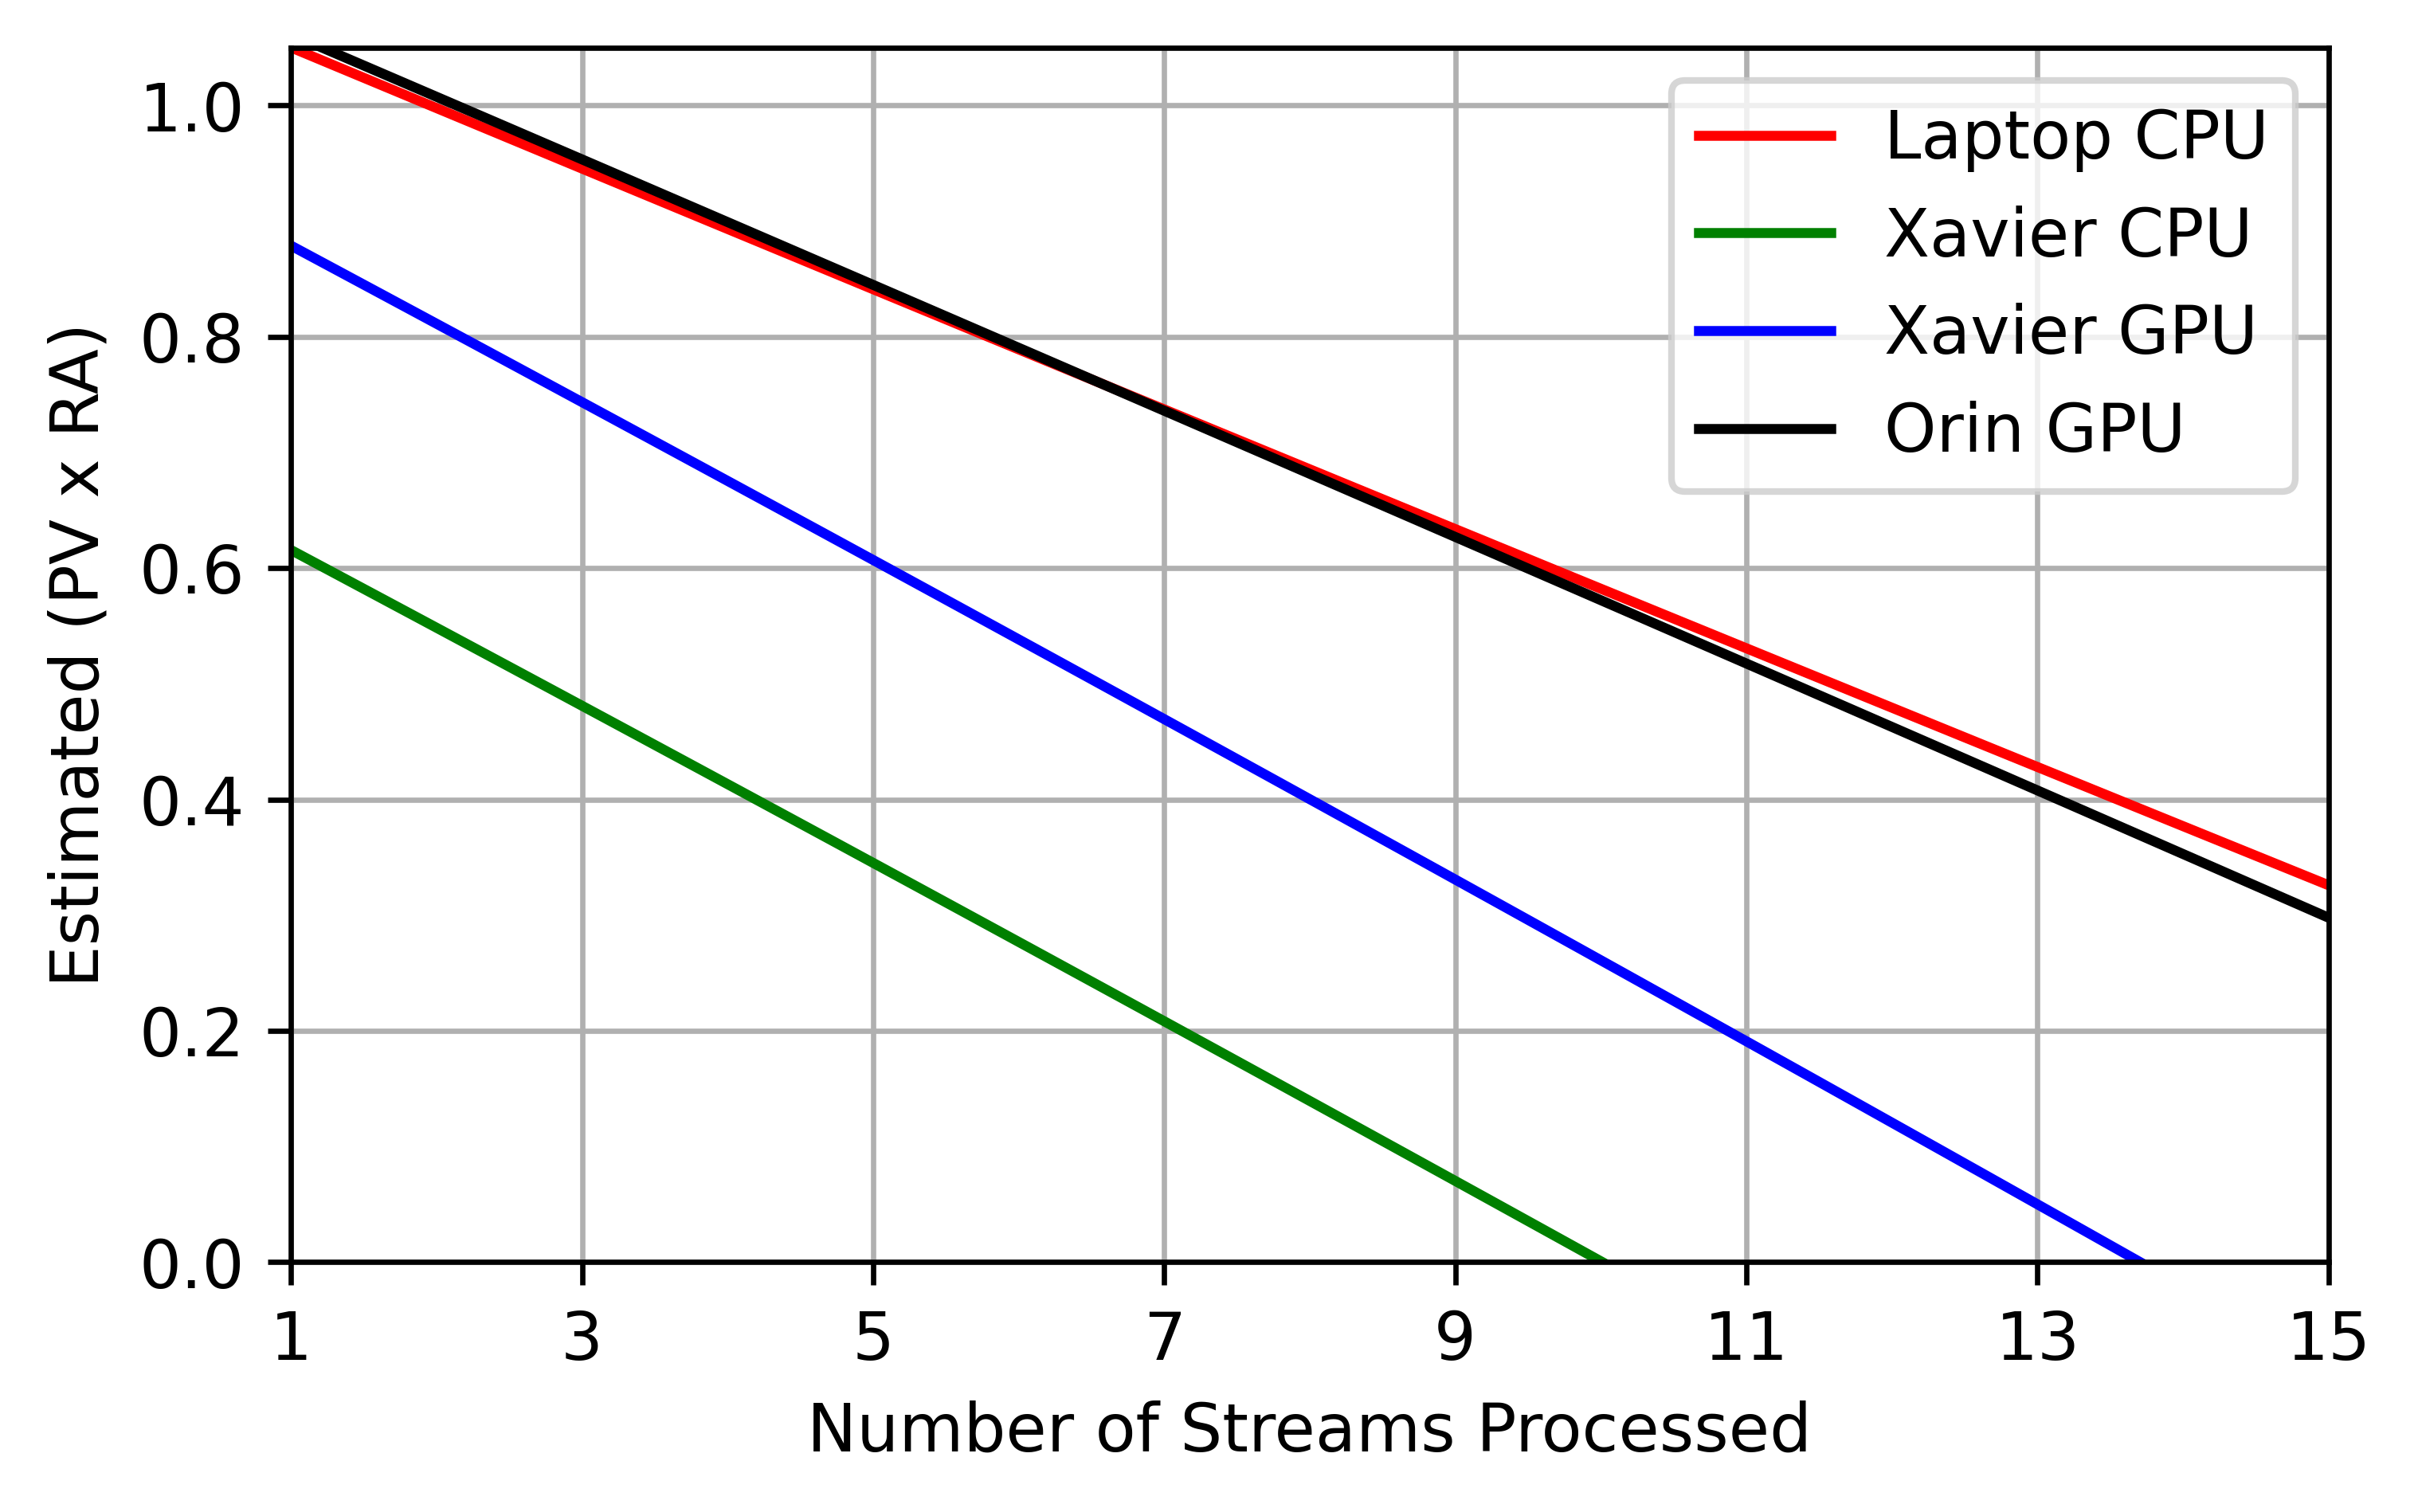 Estimated (PV x RA)
1.0
0.8
0.6
0.4
0.2
0.0
Laptop CPU
Xavier CPU
Xavier GPU
Orin GPU
1 3 5 7 9 11 13 15
Number of Streams Processed